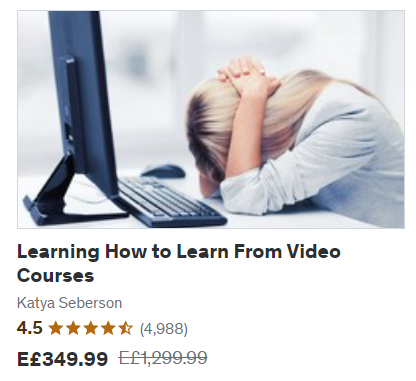 Learning How to Learn From Video
Courses
Katya Seberson
4.5 (4,988)
E£349.99 E£1,299.99